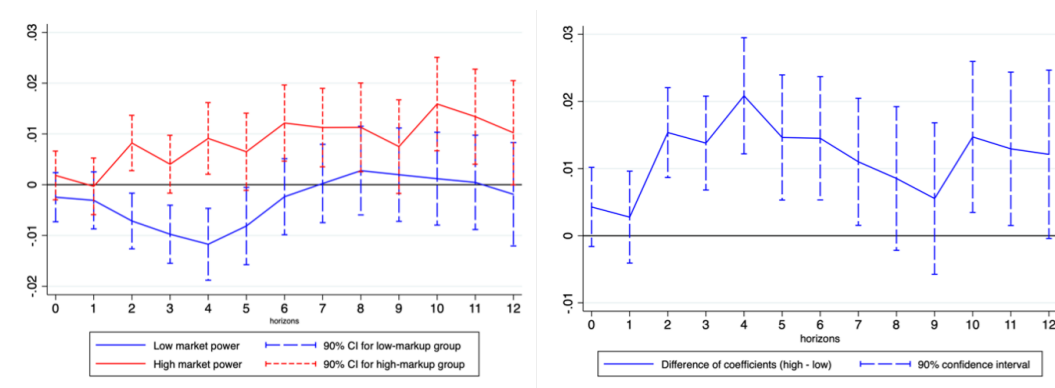 .03
.02
.01
0
-.01
-.02
0 1 2 3 4 5 6 7 8 9 10 11 12
horizons
Low market power 90% CI for low-markup group
High market power 90% CI for high-markup group
.03
.02
.01
0
-.01
0 1 2 3 4 5 6 7 8 9 10 11 12
horizons
Difference of coefficients (high - low) 90% confidence interval